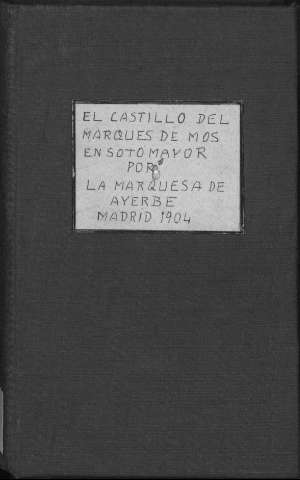 EL CASTILLO DEL
MARQUES DE MOS
EN SOTOMAYOR
POR
LA MARQUESA DE
AYERBE
MADRID 1904